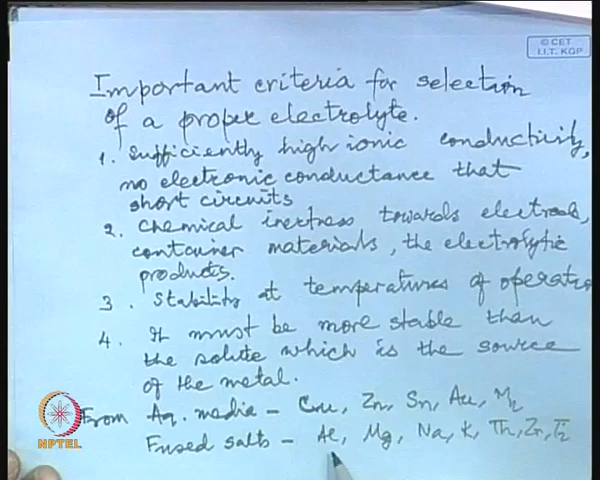 © CET
I.I.T. KGP
Important criteria for selection
of a proper electrolyte.
1. Sufficiently high ionic conductivity,
no electronic conductance that
short circuits
2. Chemical inertness towards electrode,
container materials, the electrolytic
products.
3. Stability at temperatures of operatio
4. It must be more stable than
the solute which is the source
of the metal.
From Aq. media - Cu, Zn, Sn, Au, Mn
Fused salts - Al, Mg, Na, K, Th, Zr, Ti
NPTEL